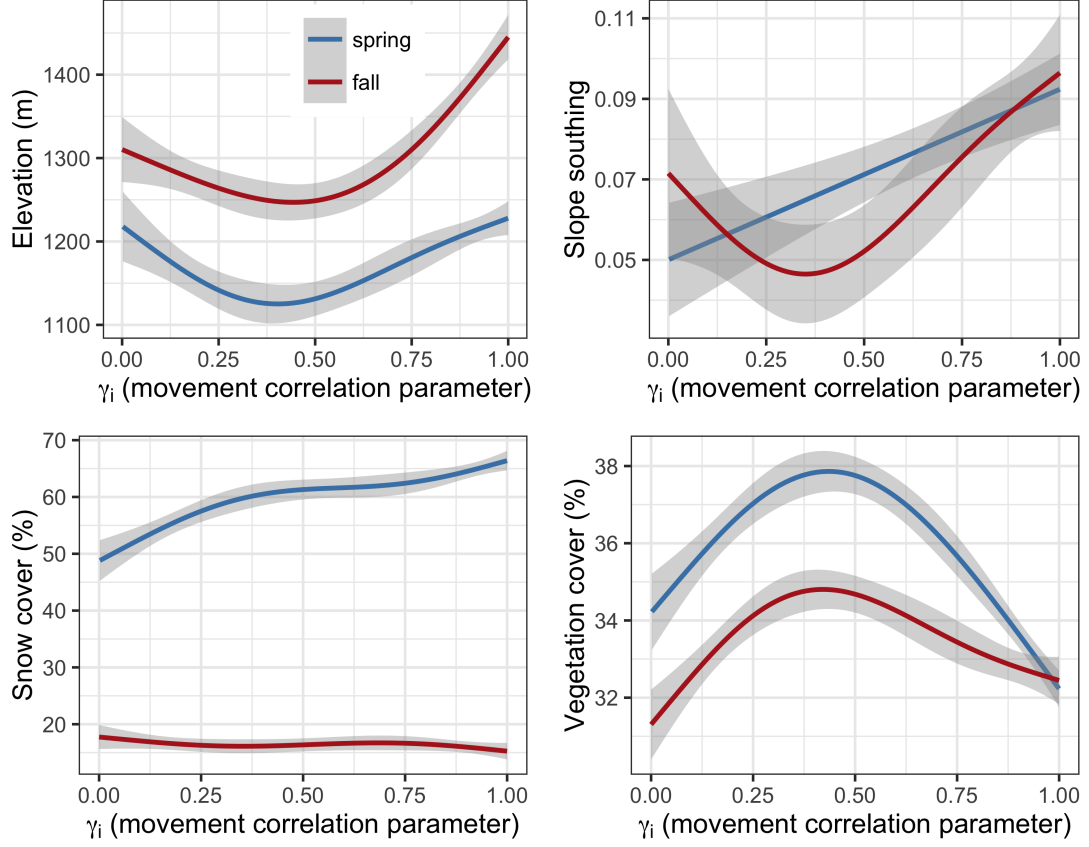 Elevation (m)
1400
1300
1200
1100
spring
fall
0.00 0.25 0.50 0.75 1.00
γi (movement correlation parameter)
Slope southing
0.11
0.09
0.07
0.05
0.00 0.25 0.50 0.75 1.00
γi (movement correlation parameter)
Snow cover (%)
70
60
50
40
30
20
0.00 0.25 0.50 0.75 1.00
γi (movement correlation parameter)
Vegetation cover (%)
38
36
34
32
0.00 0.25 0.50 0.75 1.00
γi (movement correlation parameter)